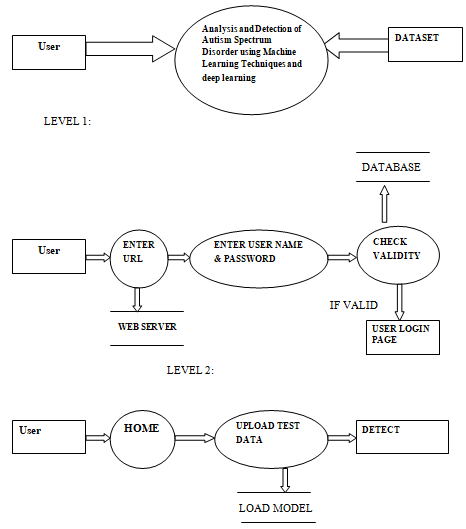 User
Analysis and Detection of
Autism Spectrum
Disorder using Machine
Learning Techniques and
deep learning
DATASET
LEVEL 1:
DATABASE
User
ENTER
URL
ENTER USER NAME
& PASSWORD
CHECK
VALIDITY
WEB SERVER
IF VALID
USER LOGIN
PAGE
LEVEL 2:
User
HOME
UPLOAD TEST
DATA
DETECT
LOAD MODEL